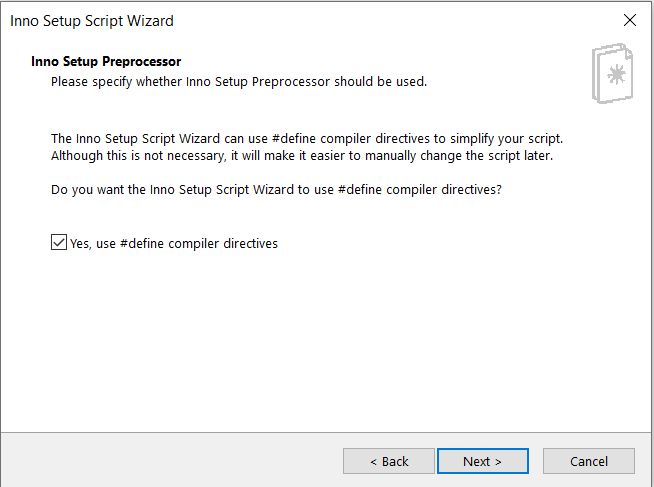 Inno Setup Script Wizard
Inno Setup Preprocessor
Please specify whether Inno Setup Preprocessor should be used.
The Inno Setup Script Wizard can use #define compiler directives to simplify your script.
Although this is not necessary, it will make it easier to manually change the script later.
Do you want the Inno Setup Script Wizard to use #define compiler directives?
Yes, use #define compiler directives
< Back
Next >
Cancel